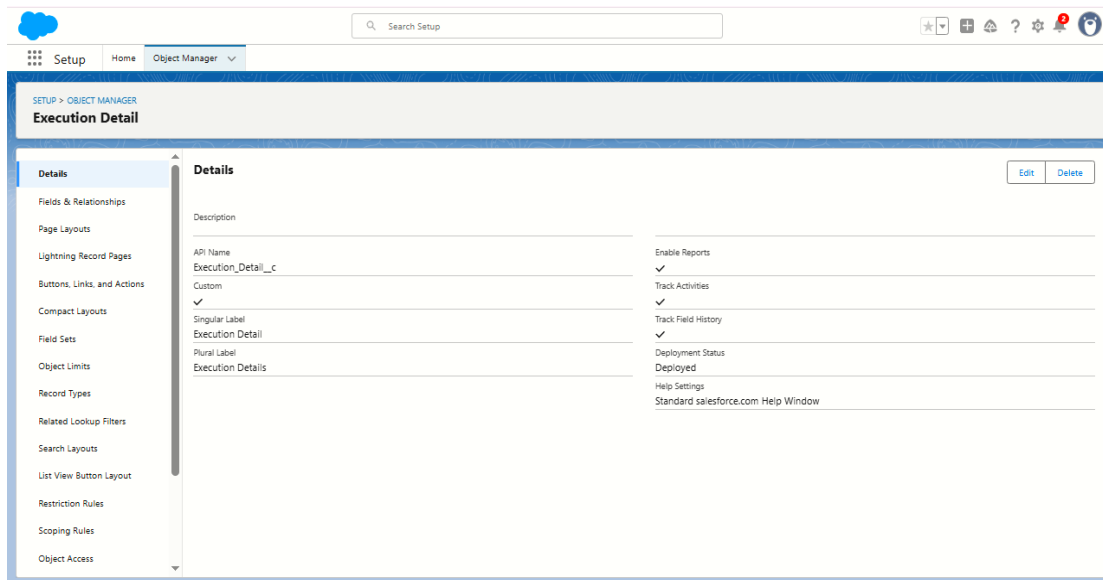 Search Setup
2
Setup
Home
Object Manager
SETUP > OBJECT MANAGER
Execution Detail
Details
Fields & Relationships
Page Layouts
Lightning Record Pages
Buttons, Links, and Actions
Compact Layouts
Field Sets
Object Limits
Record Types
Related Lookup Filters
Search Layouts
List View Button Layout
Restriction Rules
Scoping Rules
Object Access
Details
Edit
Delete
Description
API Name
Execution_Detail__c
Custom
Singular Label
Execution Detail
Plural Label
Execution Details
Enable Reports
Track Activities
Track Field History
Deployment Status
Deployed
Help Settings
Standard salesforce.com Help Window